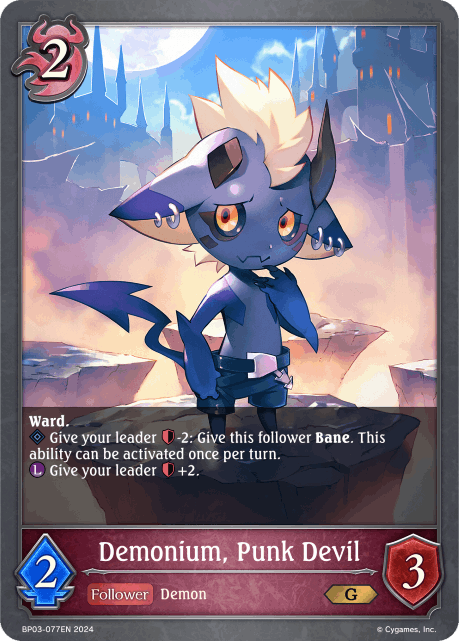 2
Ward.
Give your leader -2: Give this follower Bane. This
ability can be activated once per turn.
L Give your leader +2.
Demonium, Punk Devil
2
Follower Demon
G
3
BP03-077EN 2024
© Cygames, Inc.